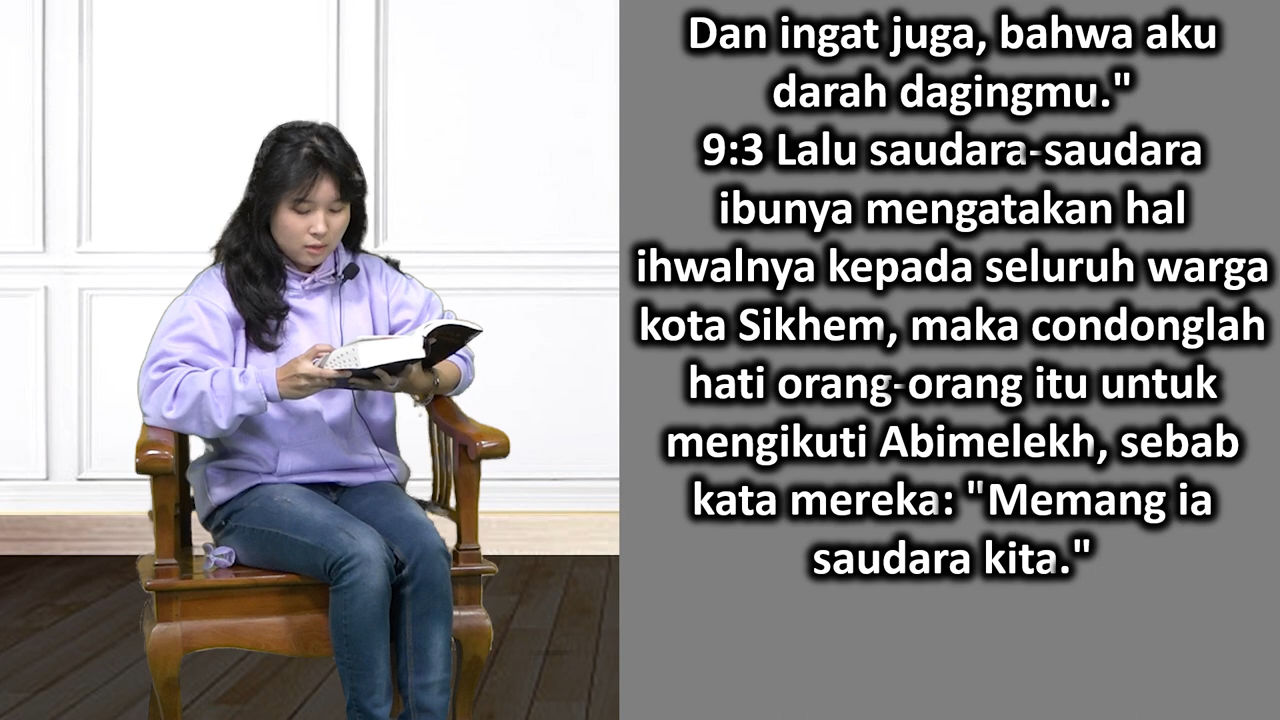 Dan ingat juga, bahwa aku
darah dagingmu."
9:3 Lalu saudara-saudara
ibunya mengatakan hal
ihwalnya kepada seluruh warga
kota Sikhem, maka condonglah
hati orang-orang itu untuk
mengikuti Abimelekh, sebab
kata mereka: "Memang ia
saudara kita."